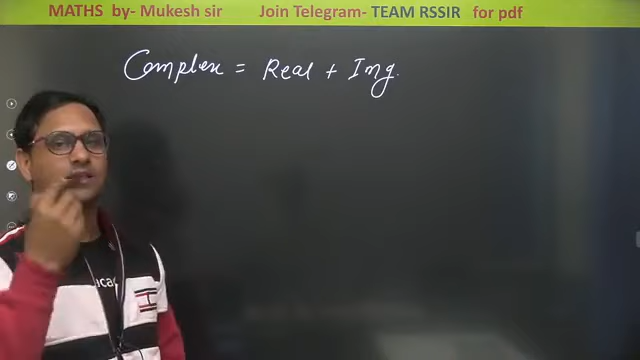 MATHS by- Mukesh sir Join Telegram- TEAM RSSIR for pdf
Complex = Real + Img.